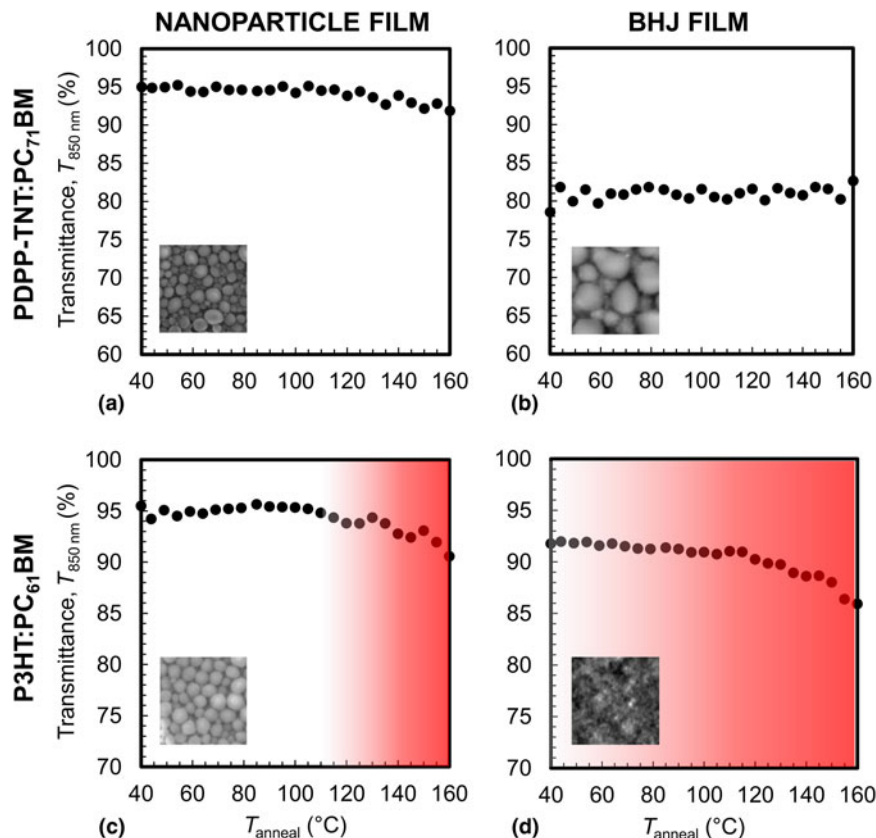 NANOPARTICLE FILM
BHJ FILM
PDPP-TNT:PC₇₁BM
Transmittance, T₈₅₀ ₙₘ (%)
100
95
90
85
80
75
70
65
60
40 60 80 100 120 140 160
(a)
100
95
90
85
80
75
70
65
60
40 60 80 100 120 140 160
(b)
P3HT:PC₆₁BM
Transmittance, T₈₅₀ ₙₘ (%)
100
95
90
85
80
75
70
40 60 80 100 120 140 160
(c)
T_anneal (°C)
100
95
90
85
80
75
70
40 60 80 100 120 140 160
(d)
T_anneal (°C)